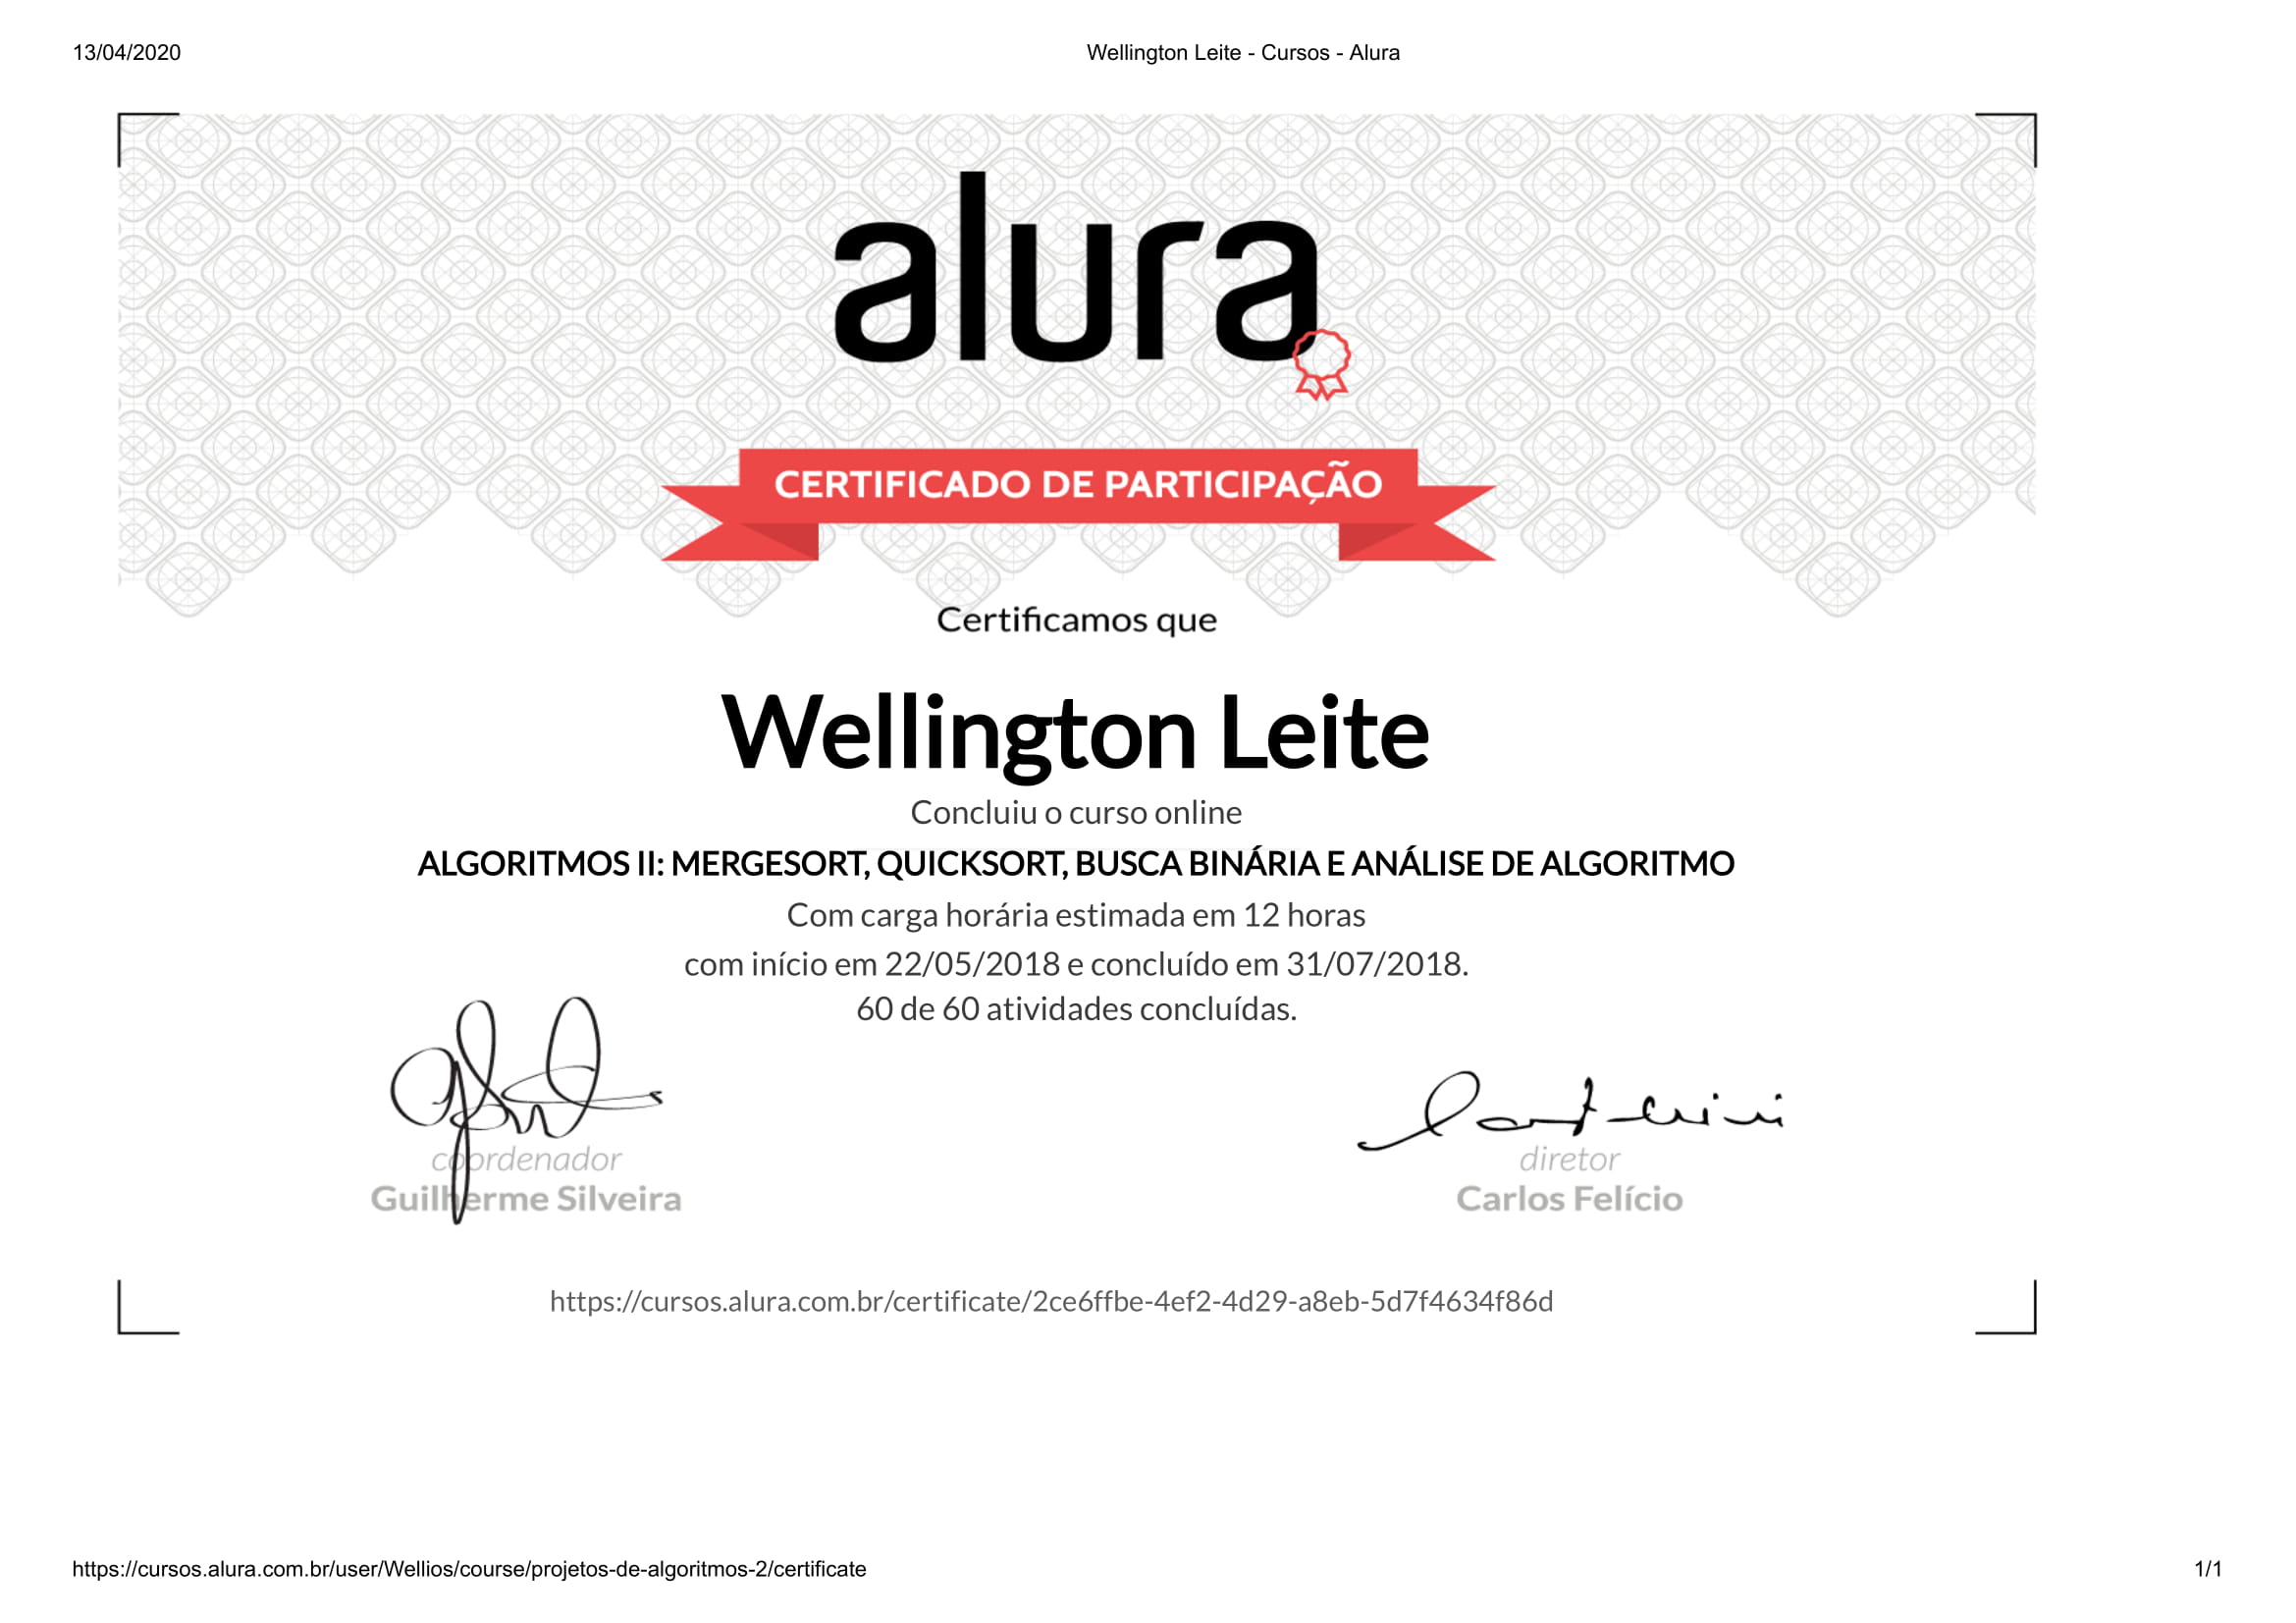 13/04/2020
Wellington Leite - Cursos - Alura
alura
CERTIFICADO DE PARTICIPAÇÃO
Certificamos que
Wellington Leite
Concluiu o curso online
ALGORITMOS II: MERGESORT, QUICKSORT, BUSCA BINÁRIA E ANÁLISE DE ALGORITMO
Com carga horária estimada em 12 horas
com início em 22/05/2018 e concluído em 31/07/2018.
60 de 60 atividades concluídas.
coordenador
Guilherme Silveira
diretor
Carlos Felício
https://cursos.alura.com.br/certificate/2ce6ffbe-4ef2-4d29-a8eb-5d7f4634f86d
https://cursos.alura.com.br/user/Wellios/course/projetos-de-algoritmos-2/certificate
1/1